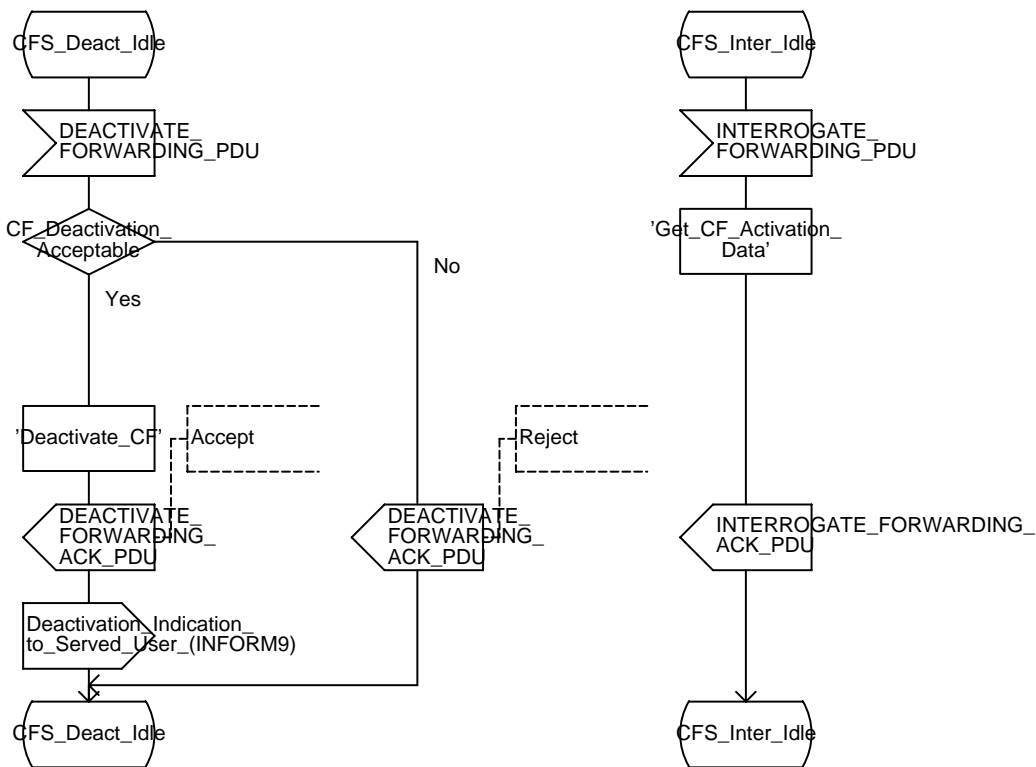 CFS_Deact_Idle
DEACTIVATE_
FORWARDING_PDU
CF_Deactivation_
Acceptable
No
Yes
'Deactivate_CF'
Accept
Reject
DEACTIVATE_
FORWARDING_
ACK_PDU
DEACTIVATE_
FORWARDING_
ACK_PDU
Deactivation_Indication_
to_Served_User_(INFORM9)
CFS_Deact_Idle
CFS_Inter_Idle
INTERROGATE_
FORWARDING_PDU
'Get_CF_Activation_
Data'
INTERROGATE_FORWARDING_
ACK_PDU
CFS_Inter_Idle